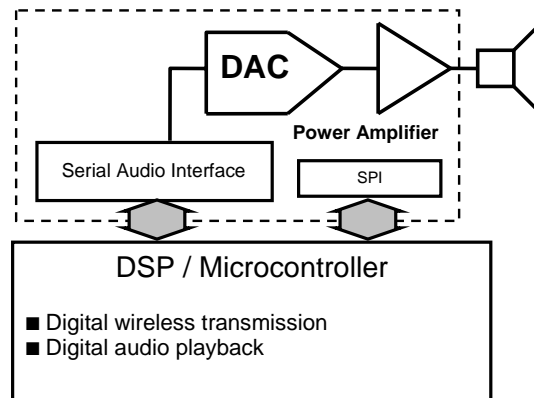 DAC
Power Amplifier
Serial Audio Interface
SPI
DSP / Microcontroller
■ Digital wireless transmission
■ Digital audio playback